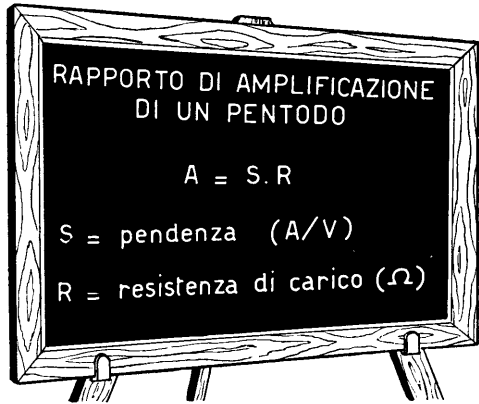 RAPPORTO DI AMPLIFICAZIONE
DI UN PENTODO
A = S.R
S = pendenza (A/V)
R = resistenza di carico (Ω)